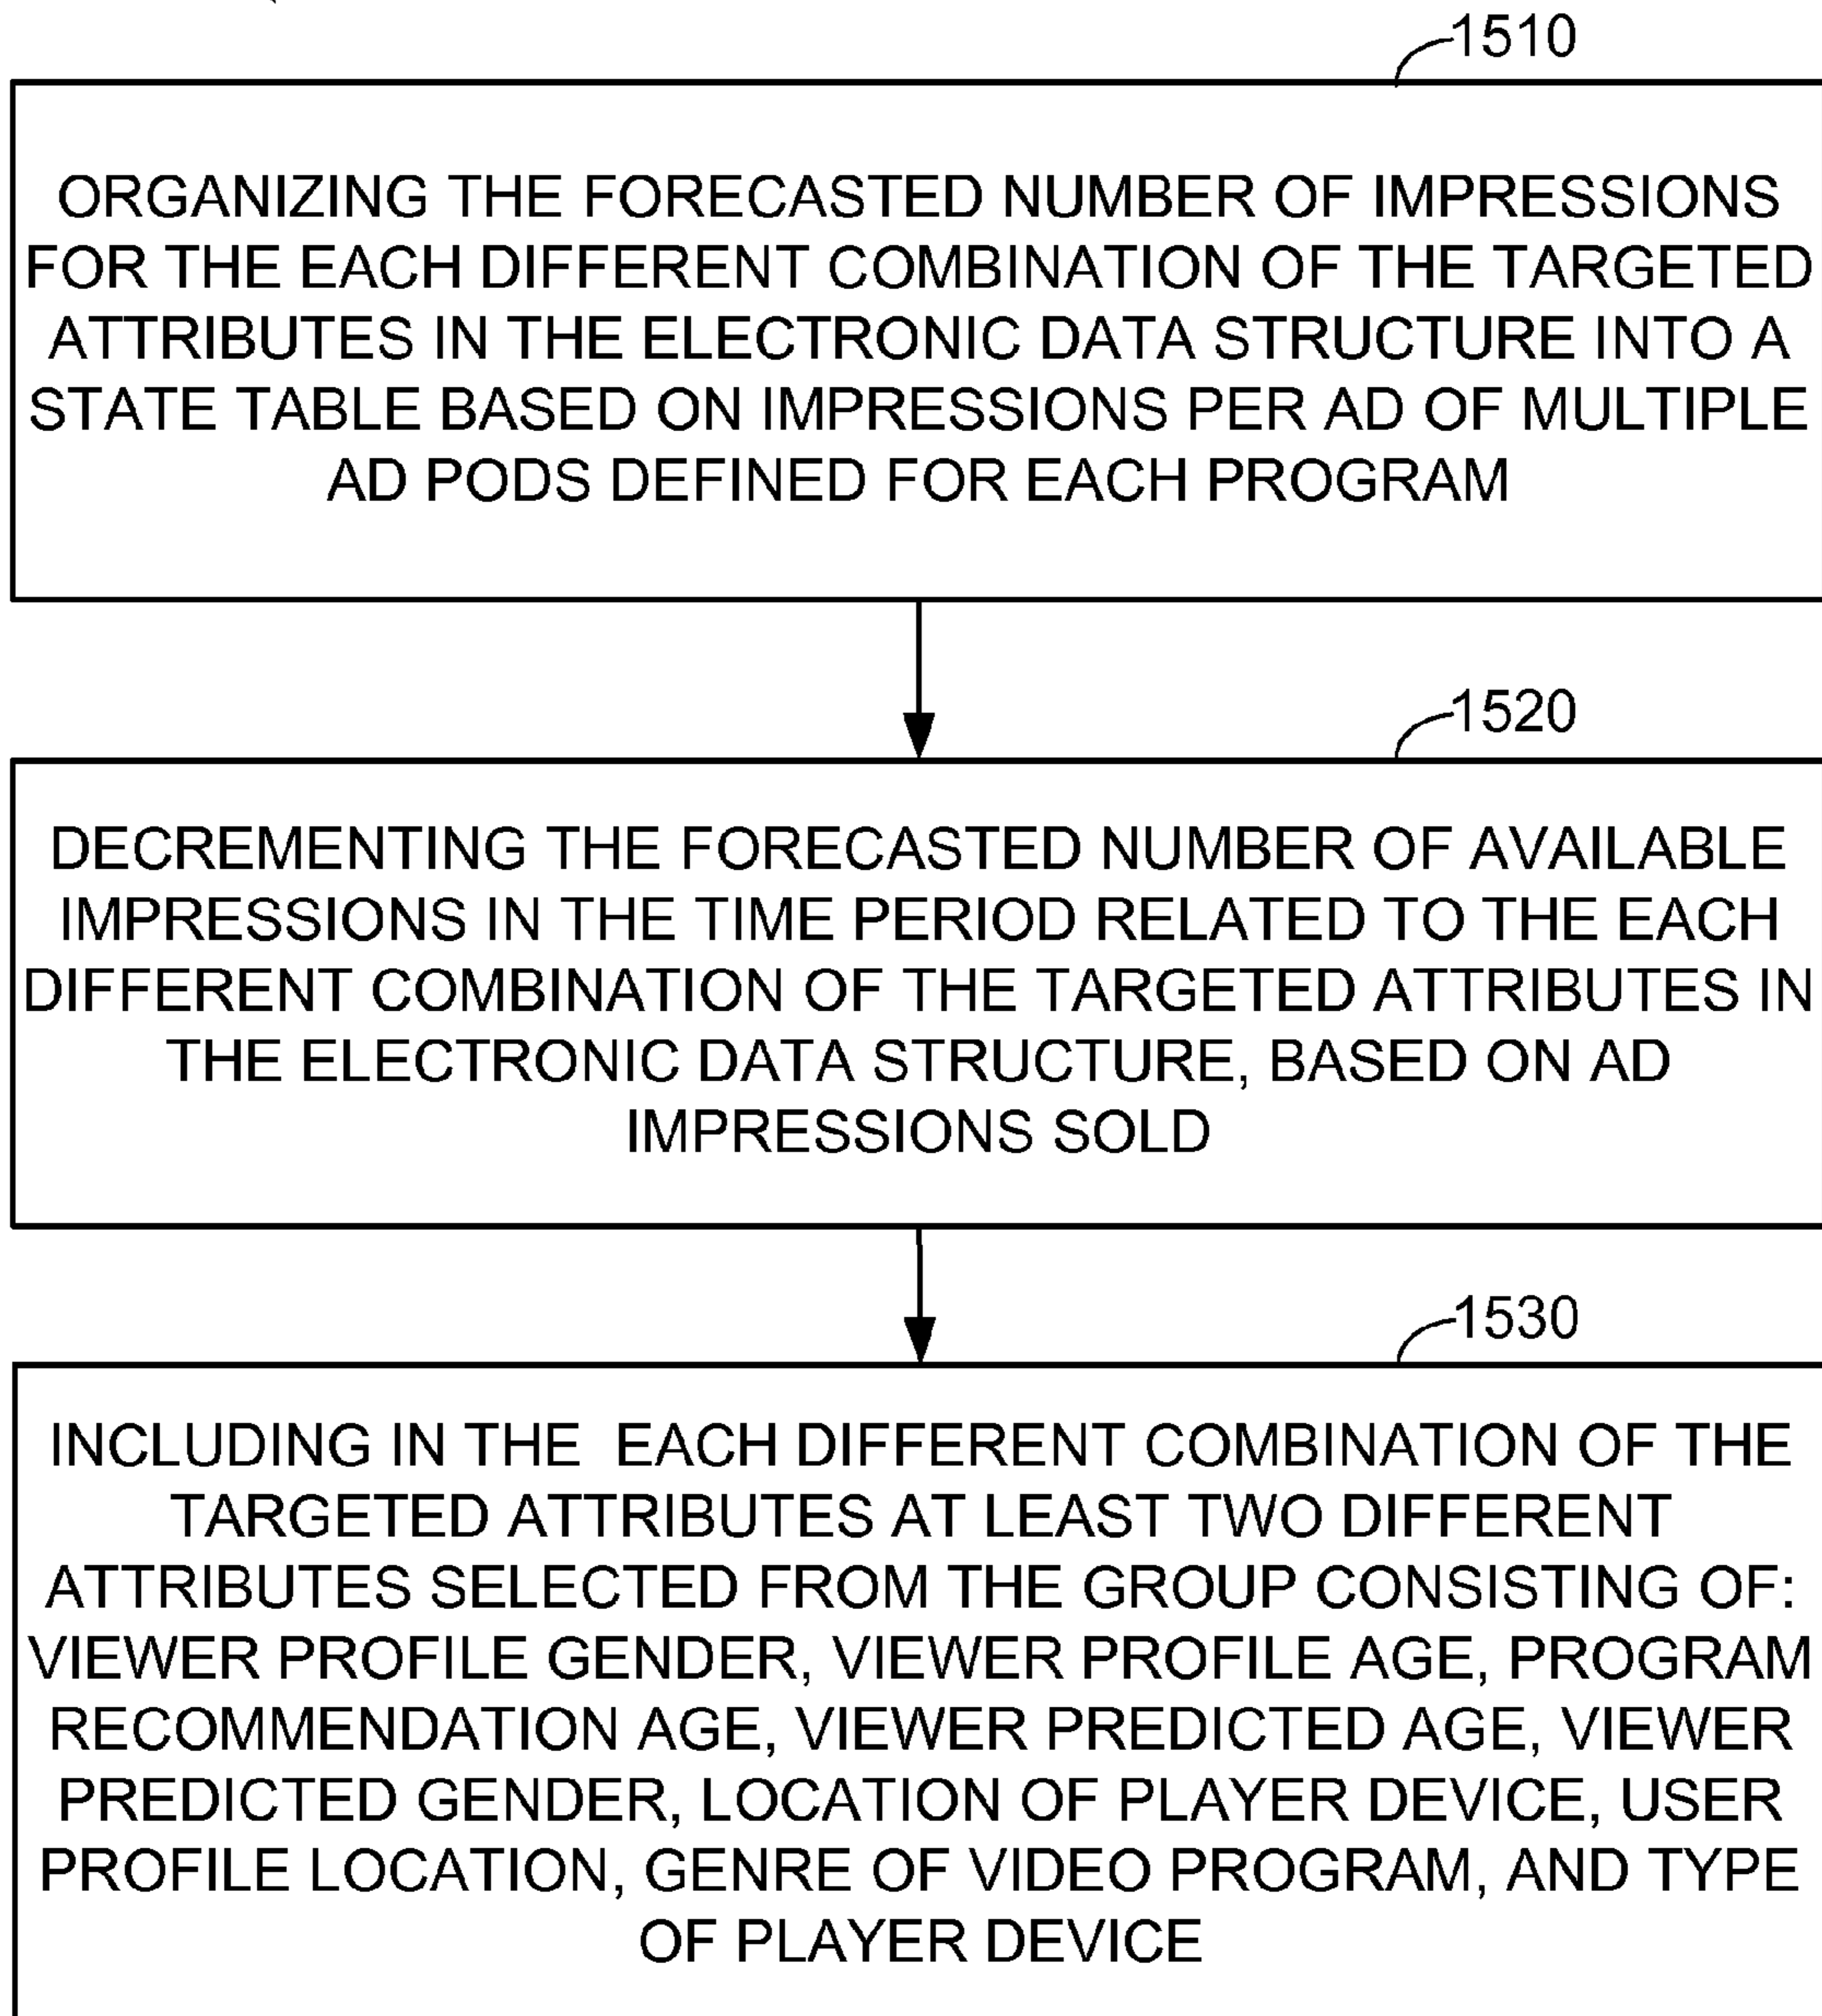 1510
ORGANIZING THE FORECASTED NUMBER OF IMPRESSIONS
FOR THE EACH DIFFERENT COMBINATION OF THE TARGETED
ATTRIBUTES IN THE ELECTRONIC DATA STRUCTURE INTO A
STATE TABLE BASED ON IMPRESSIONS PER AD OF MULTIPLE
AD PODS DEFINED FOR EACH PROGRAM
1520
DECREMENTING THE FORECASTED NUMBER OF AVAILABLE
IMPRESSIONS IN THE TIME PERIOD RELATED TO THE EACH
DIFFERENT COMBINATION OF THE TARGETED ATTRIBUTES IN
THE ELECTRONIC DATA STRUCTURE, BASED ON AD
IMPRESSIONS SOLD
1530
INCLUDING IN THE EACH DIFFERENT COMBINATION OF THE
TARGETED ATTRIBUTES AT LEAST TWO DIFFERENT
ATTRIBUTES SELECTED FROM THE GROUP CONSISTING OF:
VIEWER PROFILE GENDER, VIEWER PROFILE AGE, PROGRAM
RECOMMENDATION AGE, VIEWER PREDICTED AGE, VIEWER
PREDICTED GENDER, LOCATION OF PLAYER DEVICE, USER
PROFILE LOCATION, GENRE OF VIDEO PROGRAM, AND TYPE
OF PLAYER DEVICE